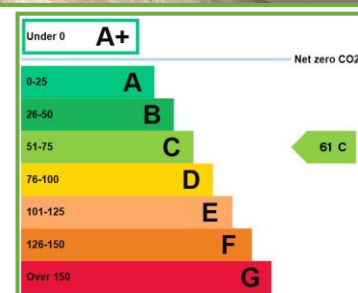 Under 0 A+
Net zero CO2
0-25 A
26-50 B
51-75 C
61 C
76-100 D
101-125 E
126-150 F
Over 150 G